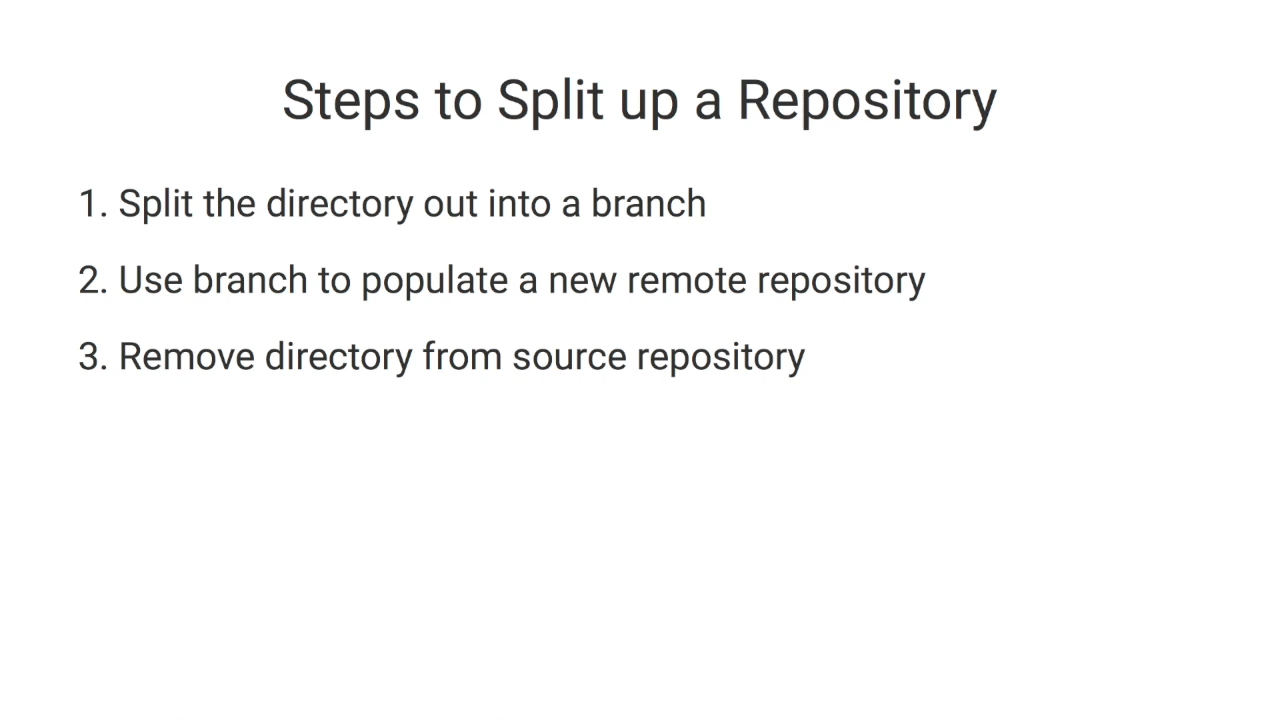 Steps to Split up a Repository
1. Split the directory out into a branch
2. Use branch to populate a new remote repository
3. Remove directory from source repository